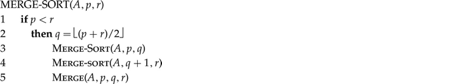 MERGE-SORT(A, p, r)
1 if p < r
2 then q = ⌊(p + r)/2⌋
3 MERGE-SORT(A, p, q)
4 MERGE-SORT(A, q + 1, r)
5 MERGE(A, p, q, r)